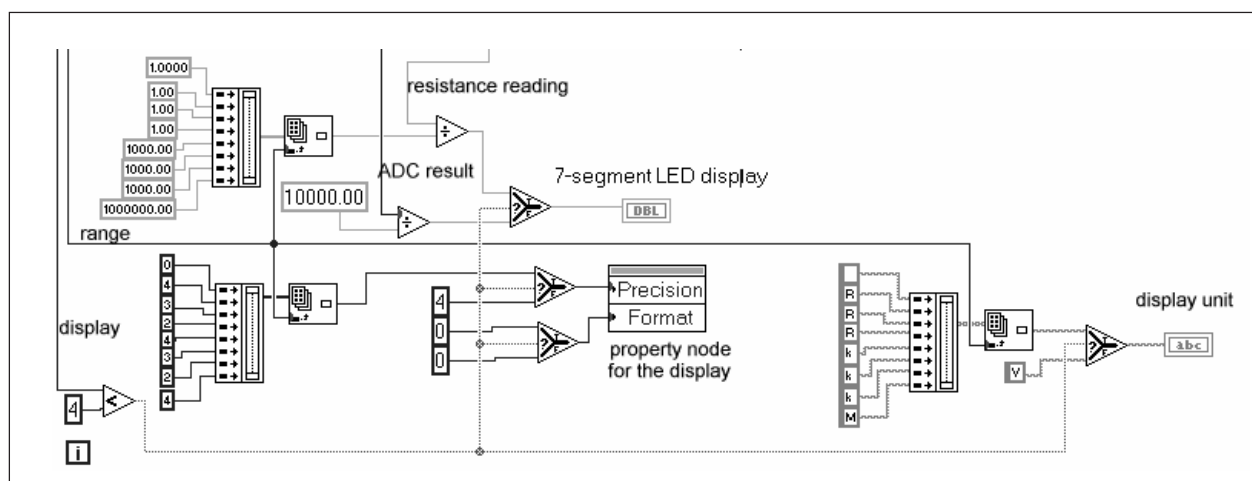 1.0000
1.00
1.00
1.00
1000.00
1000.00
1000.00
1000000.00
resistance reading
ADC result
10000.00
7-segment LED display
DBL
range
0
4
3
2
4
3
2
4
display
4
0
0
Precision
Format
property node
for the display
R
R
R
k
k
k
M
V
display unit
abc
4
i
÷
÷
<
? T F
? T F
? T F
? T F